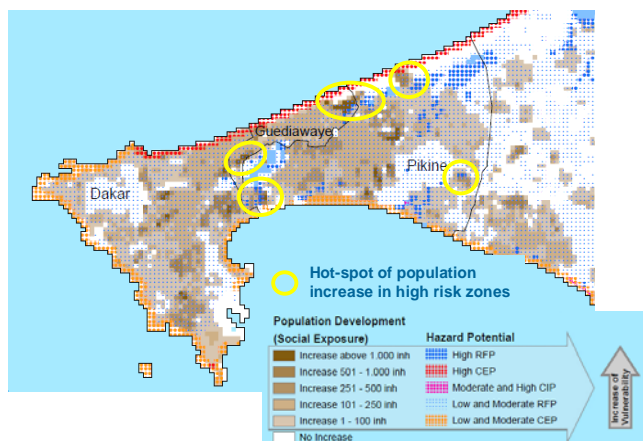 Guediawaye
Pikine
Dakar
Hot-spot of population
increase in high risk zones
Population Development
(Social Exposure)
Increase above 1.000 inh
Increase 501 - 1.000 inh
Increase 251 - 500 inh
Increase 101 - 250 inh
Increase 1 - 100 inh
No Increase
Hazard Potential
High RFP
High CEP
Moderate and High CIP
Low and Moderate RFP
Low and Moderate CEP
Increase of
Vulnerability